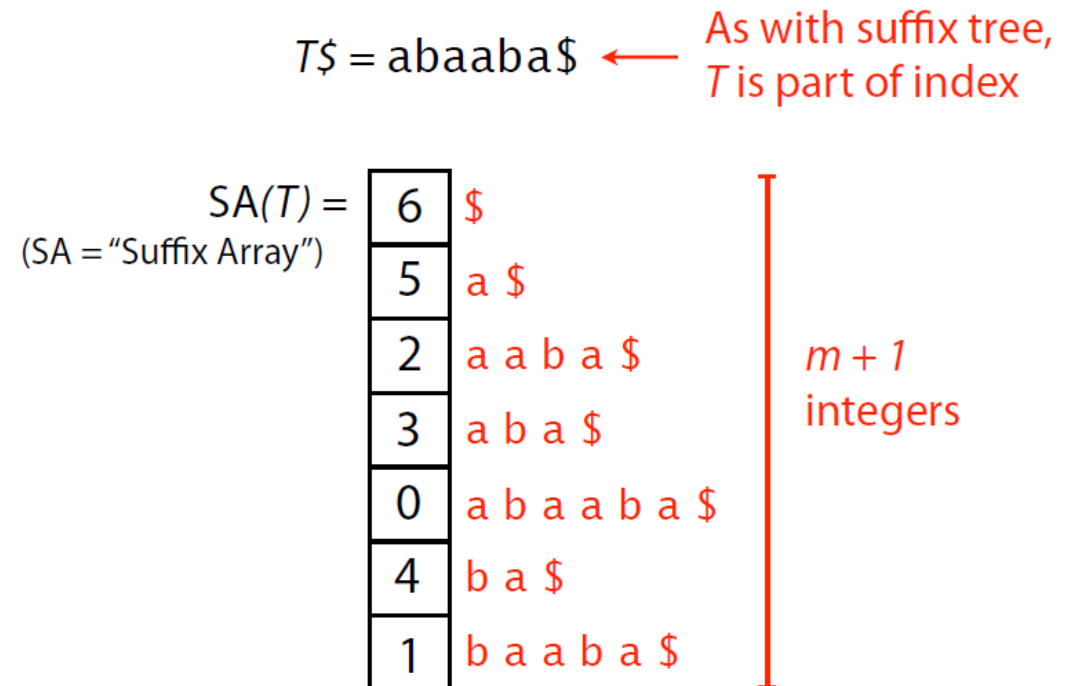 T$ = abaaba$
As with suffix tree,
T is part of index
SA(T) =
(SA = “Suffix Array”)
6 $
5 a $
2 a a b a $
3 a b a $
0 a b a a b a $
4 b a $
1 b a a b a $
m + 1
integers